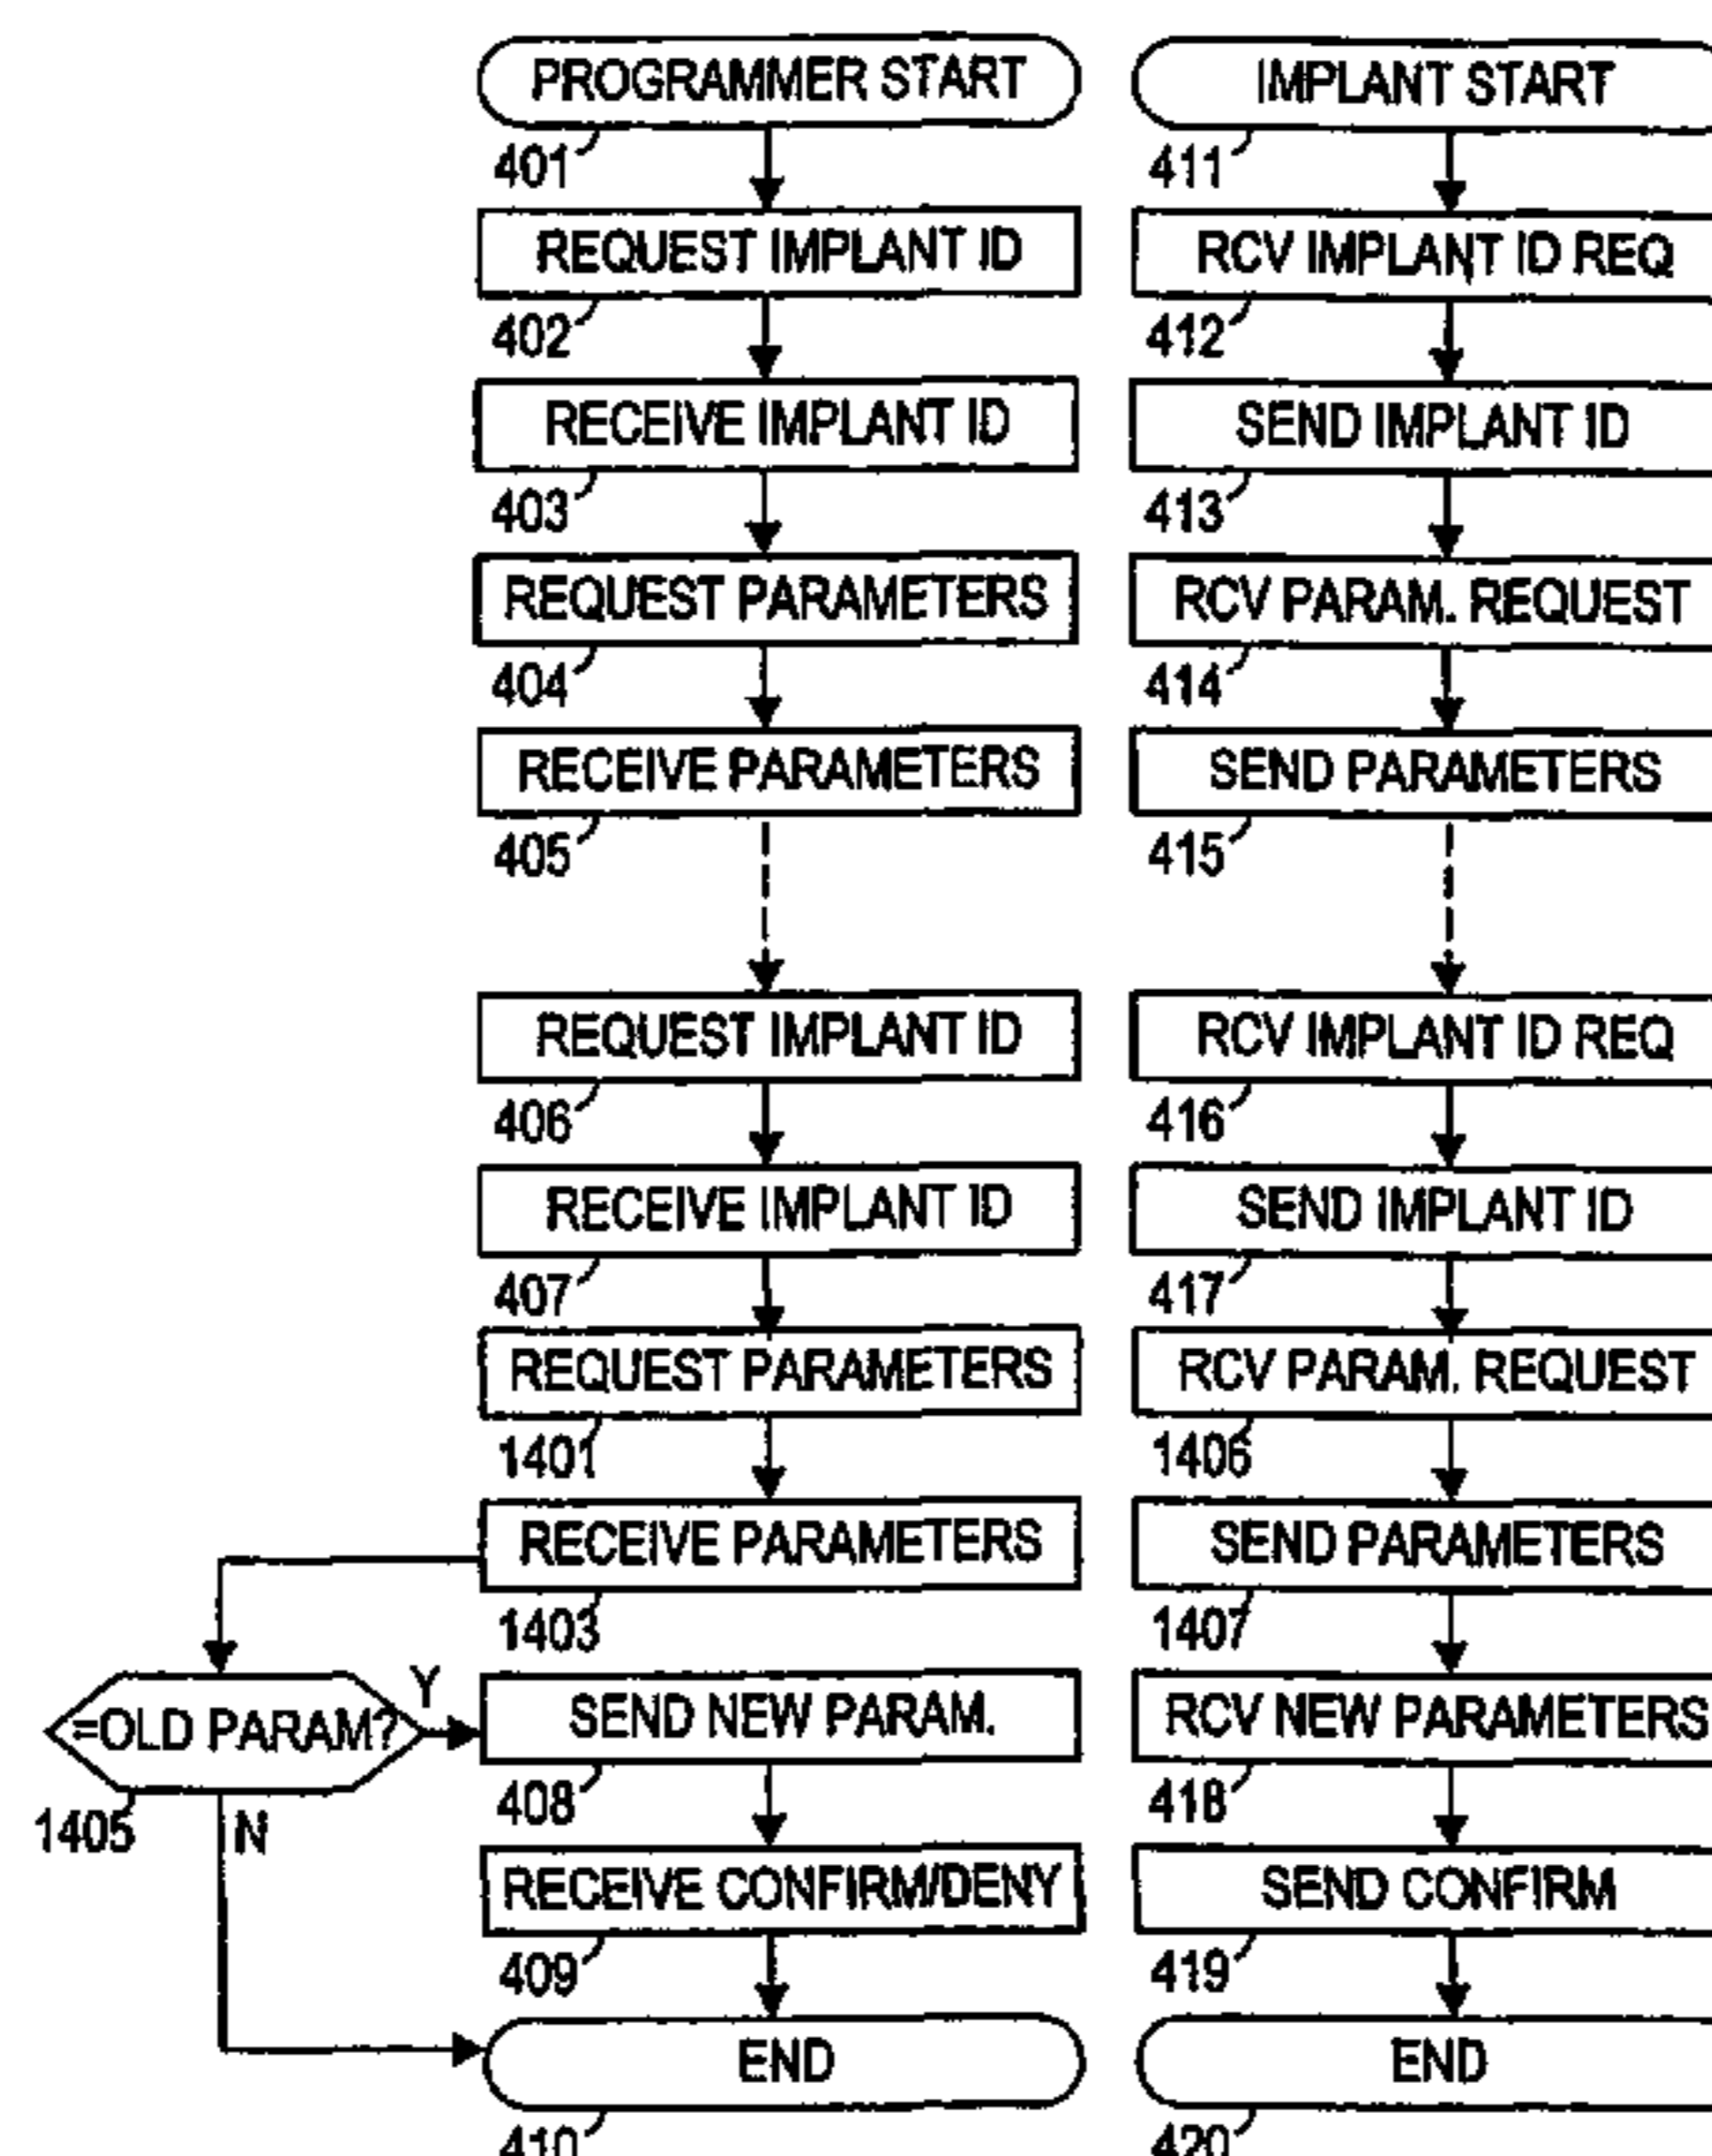 PROGRAMMER START
401
REQUEST IMPLANT ID
402
RECEIVE IMPLANT ID
403
REQUEST PARAMETERS
404
RECEIVE PARAMETERS
405
REQUEST IMPLANT ID
406
RECEIVE IMPLANT ID
407
REQUEST PARAMETERS
1401
RECEIVE PARAMETERS
1403
=OLD PARAM?
Y
N
1405
SEND NEW PARAM.
408
RECEIVE CONFIRM/DENY
409
END
410
IMPLANT START
411
RCV IMPLANT ID REQ
412
SEND IMPLANT ID
413
RCV PARAM. REQUEST
414
SEND PARAMETERS
415
RCV IMPLANT ID REQ
416
SEND IMPLANT ID
417
RCV PARAM. REQUEST
1406
SEND PARAMETERS
1407
RCV NEW PARAMETERS
418
SEND CONFIRM
419
END
420